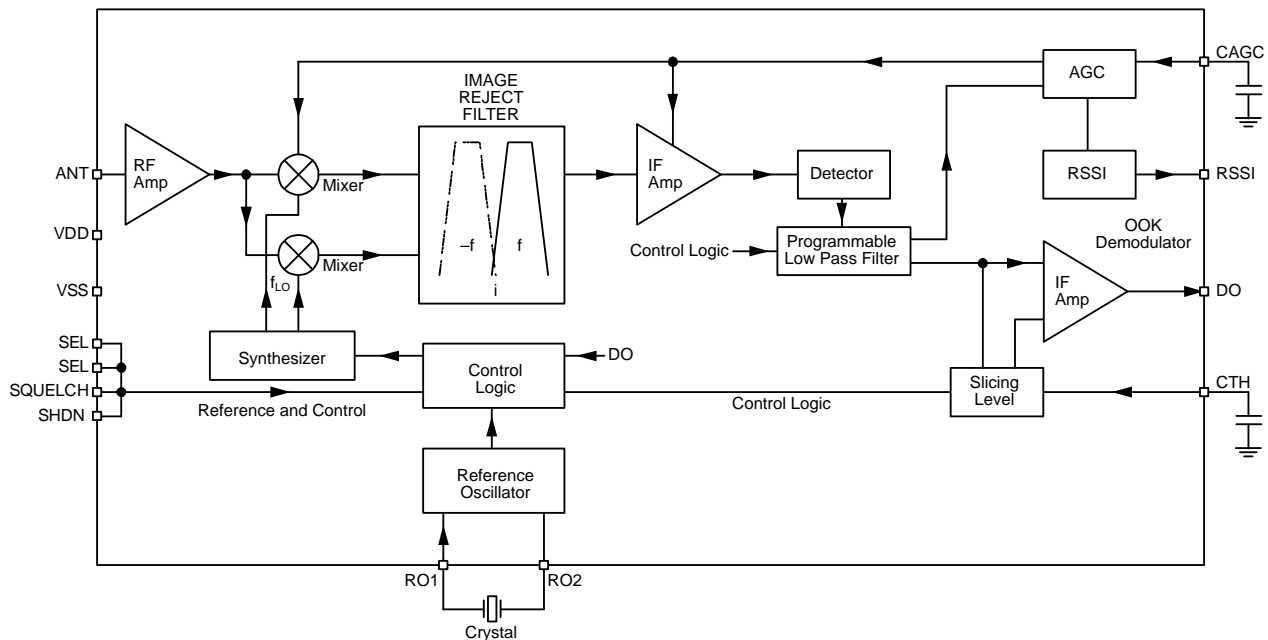 CAGC
AGC
IMAGE
REJECT
FILTER
RF
Amp
ANT
Mixer
IF
Amp
Detector
RSSI
RSSI
–f
f
i
VDD
Mixer
Control Logic
Programmable
Low Pass Filter
OOK
Demodulator
fLO
VSS
IF
Amp
DO
SEL
SEL
SQUELCH
SHDN
Synthesizer
Control
Logic
DO
Reference and Control
Control Logic
Slicing
Level
CTH
Reference
Oscillator
RO1
RO2
Crystal